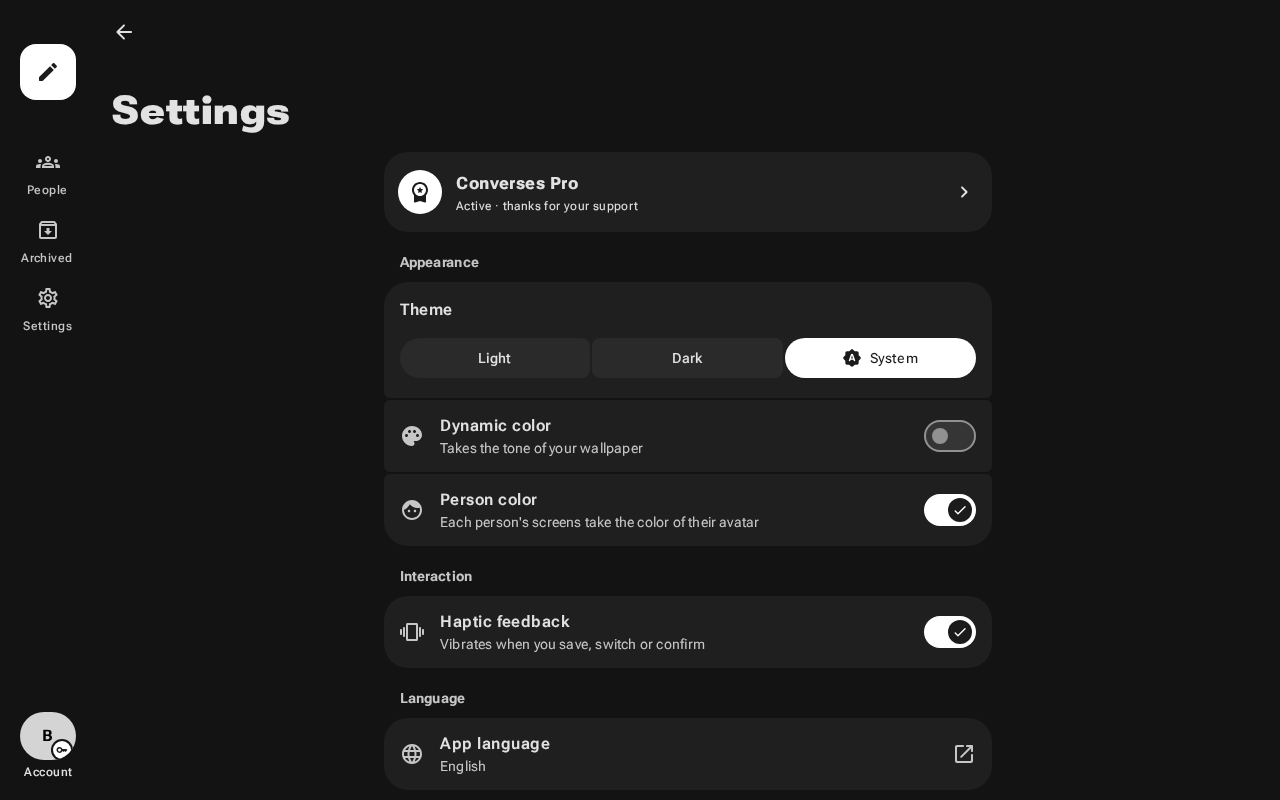 Settings
People
Archived
Settings
Converses Pro
Active · thanks for your support
Appearance
Theme
Light
Dark
A System
Dynamic color
Takes the tone of your wallpaper
Person color
Each person's screens take the color of their avatar
Interaction
Haptic feedback
Vibrates when you save, switch or confirm
Language
App language
English
B
Account